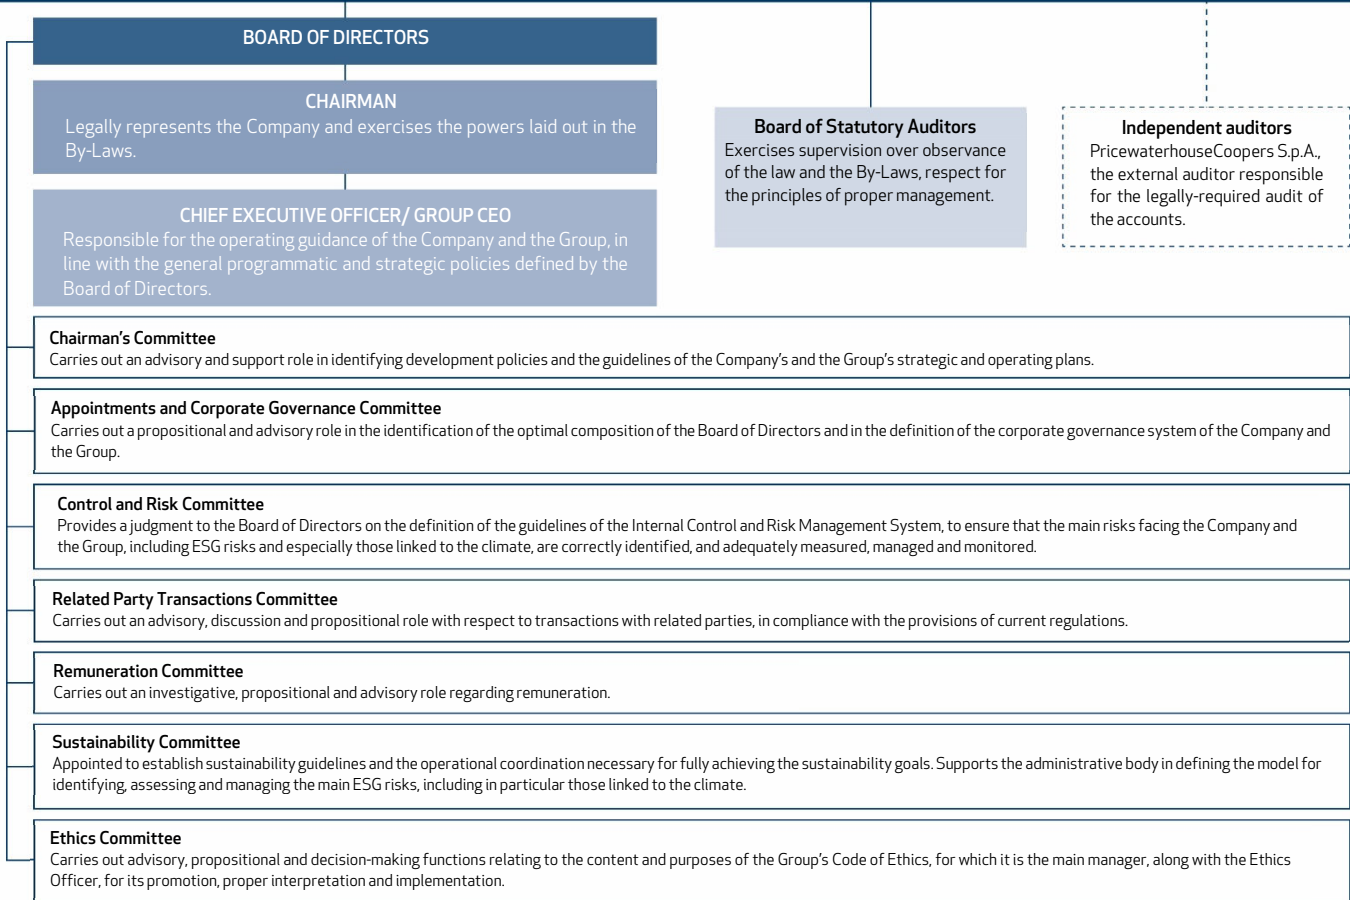 BOARD OF DIRECTORS
CHAIRMAN
Legally represents the Company and exercises the powers laid out in the
By-Laws.
CHIEF EXECUTIVE OFFICER/ GROUP CEO
Responsible for the operating guidance of the Company and the Group, in
line with the general programmatic and strategic policies defined by the
Board of Directors.
Board of Statutory Auditors
Exercises supervision over observance
of the law and the By-Laws, respect for
the principles of proper management.
Independent auditors
PricewaterhouseCoopers S.p.A.,
the external auditor responsible
for the legally-required audit of
the accounts.
Chairman's Committee
Carries out an advisory and support role in identifying development policies and the guidelines of the Company's and the Group's strategic and operating plans.
Appointments and Corporate Governance Committee
Carries out a propositional and advisory role in the identification of the optimal composition of the Board of Directors and in the definition of the corporate governance system of the Company and
the Group.
Control and Risk Committee
Provides a judgment to the Board of Directors on the definition of the guidelines of the Internal Control and Risk Management System, to ensure that the main risks facing the Company and
the Group, including ESG risks and especially those linked to the climate, are correctly identified, and adequately measured, managed and monitored.
Related Party Transactions Committee
Carries out an advisory, discussion and propositional role with respect to transactions with related parties, in compliance with the provisions of current regulations.
Remuneration Committee
Carries out an investigative, propositional and advisory role regarding remuneration.
Sustainability Committee
Appointed to establish sustainability guidelines and the operational coordination necessary for fully achieving the sustainability goals. Supports the administrative body in defining the model for
identifying, assessing and managing the main ESG risks, including in particular those linked to the climate.
Ethics Committee
Carries out advisory, propositional and decision-making functions relating to the content and purposes of the Group's Code of Ethics, for which it is the main manager, along with the Ethics
Officer, for its promotion, proper interpretation and implementation.